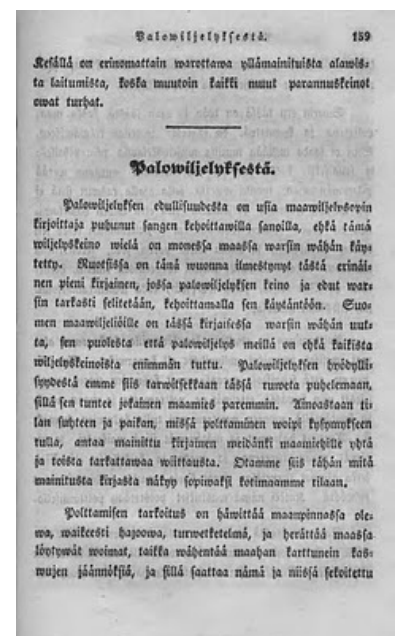 Palowiljelyksestä. 159
Kesällä on erinomattain warottawa yllämainituista alawis-
ta laitumista, koska muutoin kaikki muut parannuskeinot
owat turhat.
Palowiljelyksestä.
Palowiljelyksen edullisuudesta on usia maawiljelysopin
kirjoittaja puhunut sangen kehoittawilla sanoilla, ehkä tämä
wiljelyskeino wielä on monessa maassa warsin wähän käy-
tetty. Ruotsissa on tänä wuonna ilmestynyt tästä erinäi-
nen pieni kirjainen, jossa palowiljelyksen keino ja edut war-
sin tarkasti selitetään, kehoittamalla sen käytäntöön. Suo-
men maawiljeliöille on tässä kirjaisessa warsin wähän uut-
ta, sen puolesta että palowiljelys meillä on ehkä kaikista
wiljelyskeinoista enimmän tuttu. Palowiljelyksen hyödylli-
syydestä emme siis tarwitsekkaan tässä ruweta puhelemaan,
sillä sen tuntee jokainen maamies paremmin. Ainoastaan ti-
lan suhteen ja paikan, missä polttaminen woipi kysymykseen
tulla, antaa mainittu kirjainen meidänki maamiehille yhtä
ja toista tarkattawaa wiittausta. Otamme siis tähän mitä
mainitusta kirjasta näkyy sopiwaksi kotimaamme tilaan.
Polttamisen tarkoitus on häwittää maanpinnassa ole-
wa, waikeesti hajoowa, turwetketelmä, ja herättää maassa
löytywät woimat, taikka wähentää maahan karttunein kas-
wujen jäännöksiä, ja sillä saattaa nämä ja niissä sekoitettu